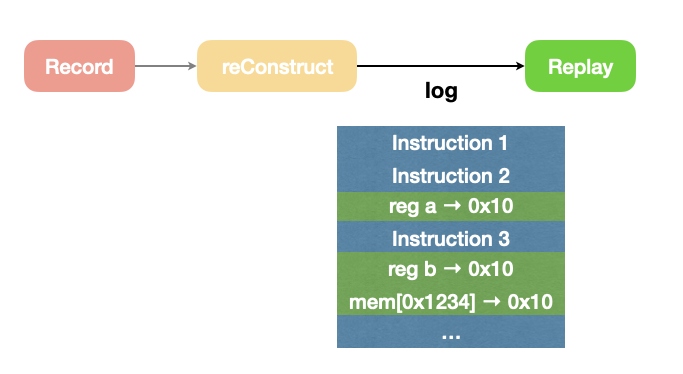 Record
reConstruct
Replay
log
Instruction 1
Instruction 2
reg a → 0x10
Instruction 3
reg b → 0x10
mem[0x1234] → 0x10
...